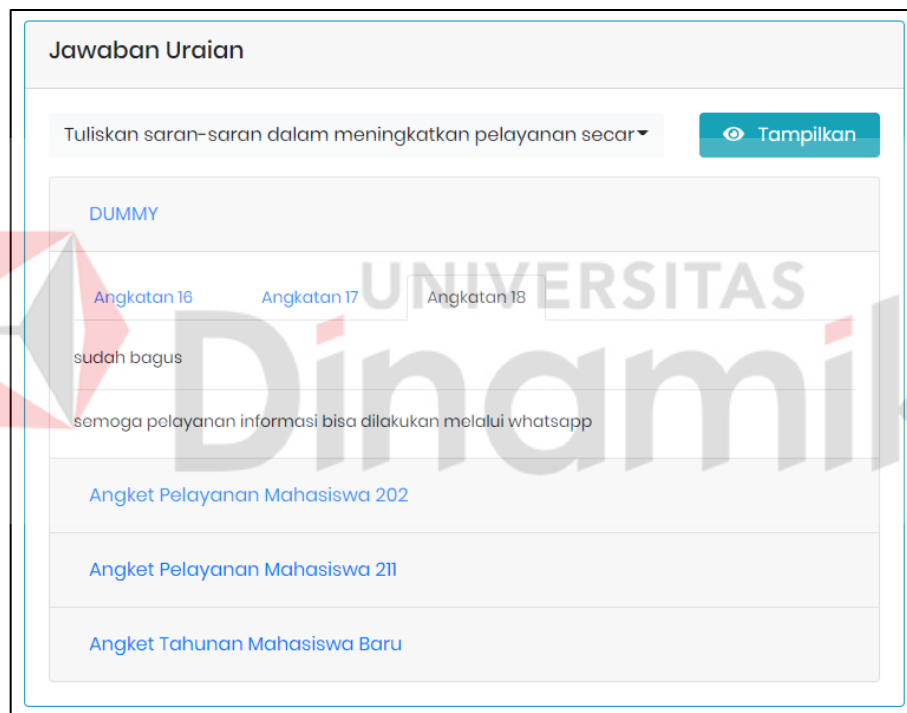 Jawaban Uraian
Tuliskan saran-saran dalam meningkatkan pelayanan secar
Tampilkan
DUMMY
UNIVERSITAS
Angkatan 16 Angkatan 17 Angkatan 18
Dinamik
sudah bagus
semoga pelayanan informasi bisa dilakukan melalui whatsapp
Angket Pelayanan Mahasiswa 202
Angket Pelayanan Mahasiswa 211
Angket Tahunan Mahasiswa Baru